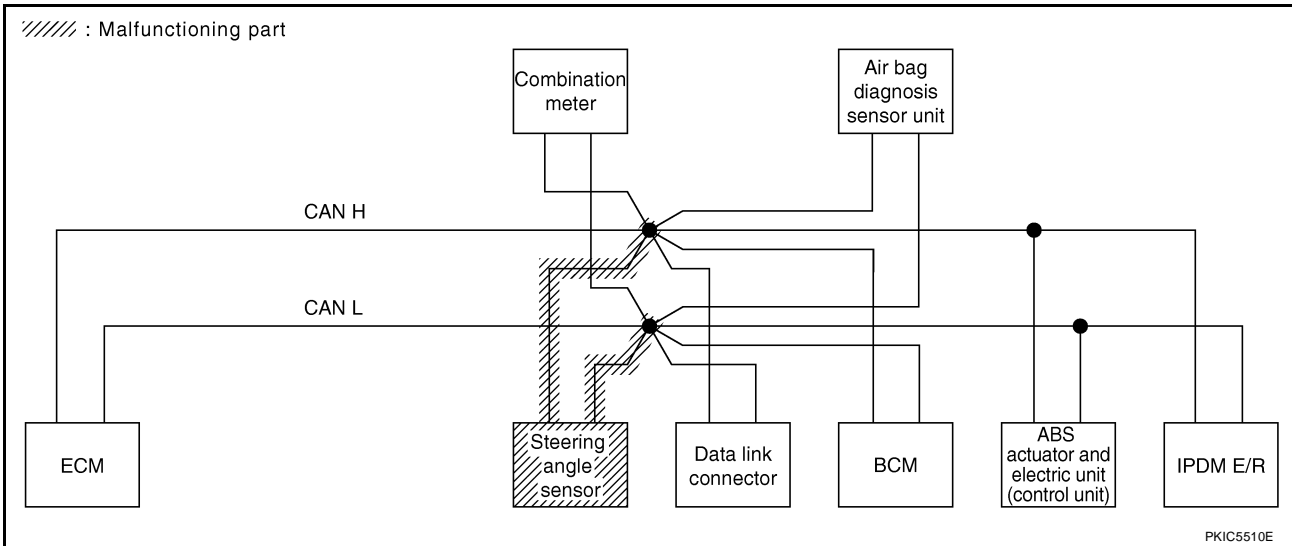 : Malfunctioning part
Combination
meter
Air bag
diagnosis
sensor unit
CAN H
CAN L
ECM
Steering
angle
sensor
Data link
connector
BCM
ABS
actuator and
electric unit
(control unit)
IPDM E/R
PKIC5510E